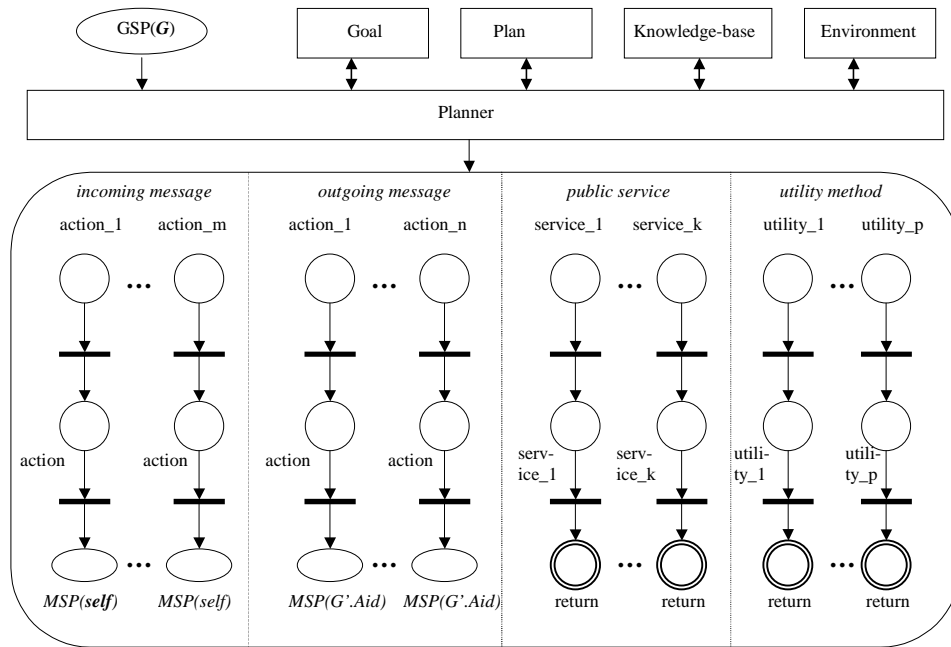 GSP(G) Goal Plan Knowledge-base Environment
Planner
incoming message outgoing message public service utility method
action_1 action_m action_1 action_n service_1 service_k utility_1 utility_p
... ... ... ...
action action action action serv- serv- utili- utili-
ice_1 ice_k ty_1 ty_p
... ... ... ...
MSP(self) MSP(self) MSP(G'.Aid) MSP(G'.Aid) return return return return